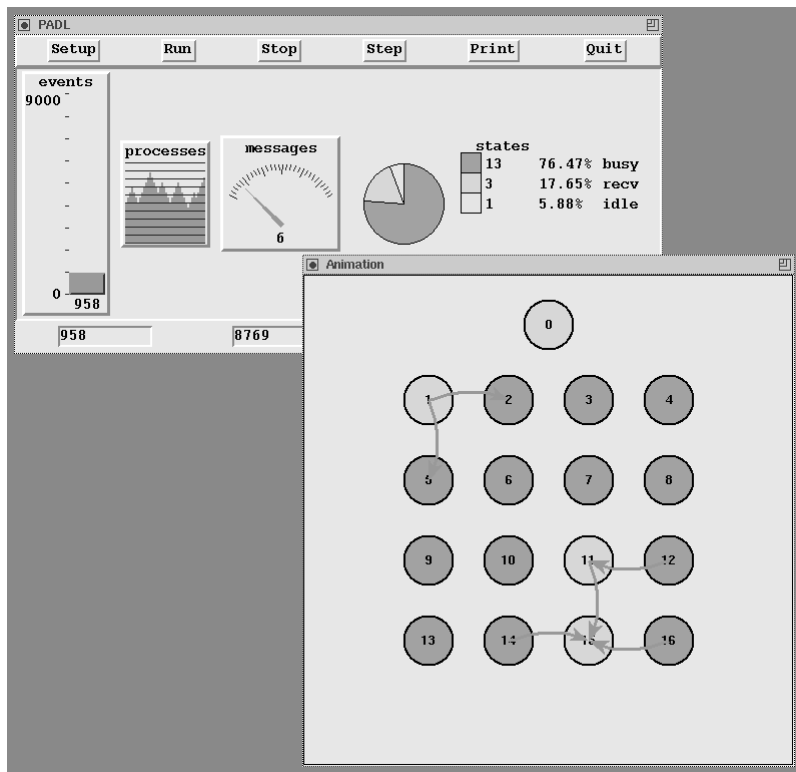 PADL
Setup Run Stop Step Print Quit
events
9000
0
958
processes
messages
6
states
13 76.47% busy
3 17.65% recv
1 5.88% idle
958 8769
Animation
0
1 2 3 4
5 6 7 8
9 10 11 12
13 14 15 16